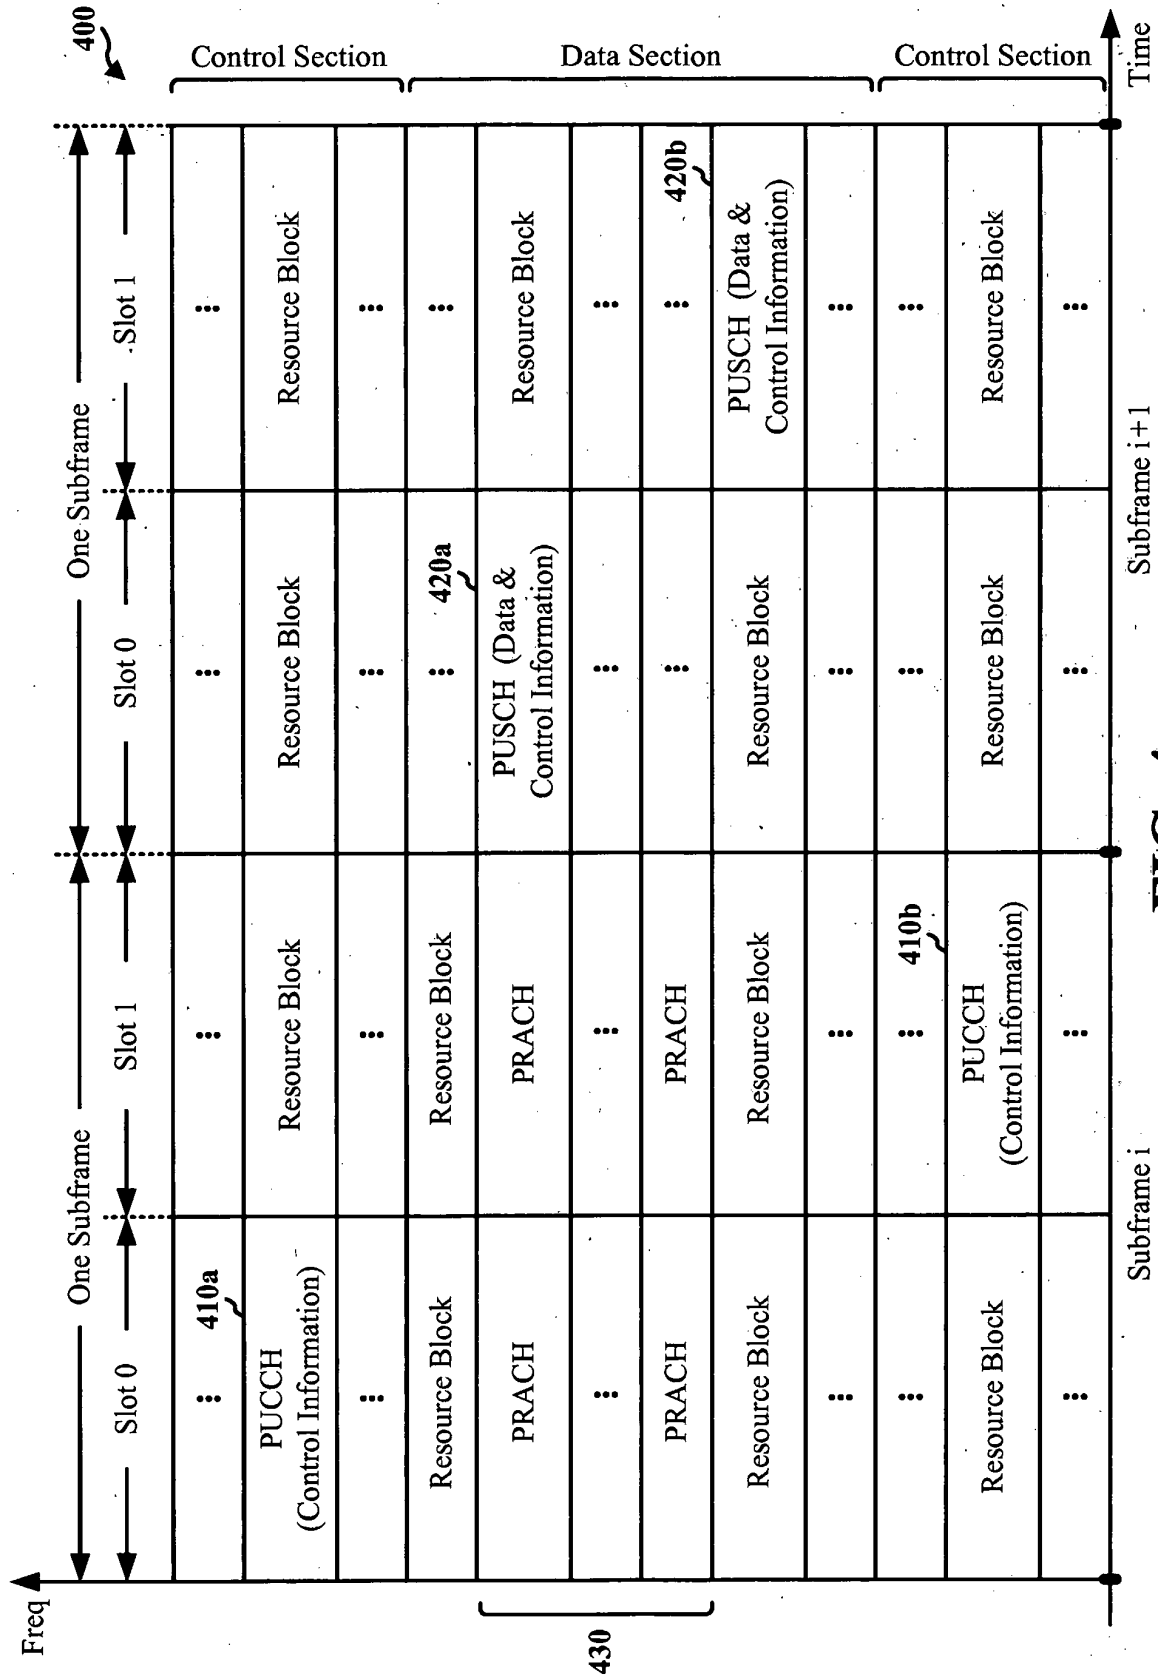 400
Freq
One Subframe
One Subframe
Slot 0
Slot 1
Slot 0
Slot 1
410a
PUCCH
(Control Information)
Resource Block
Resource Block
Resource Block
Control Section
Resource Block
Resource Block
420a
430
PRACH
PRACH
PUSCH (Data &
Control Information)
Resource Block
Data Section
PRACH
PRACH
420b
Resource Block
Resource Block
Resource Block
PUSCH (Data &
Control Information)
410b
Resource Block
PUCCH
(Control Information)
Resource Block
Resource Block
Control Section
Subframe i
Subframe i+1
Time